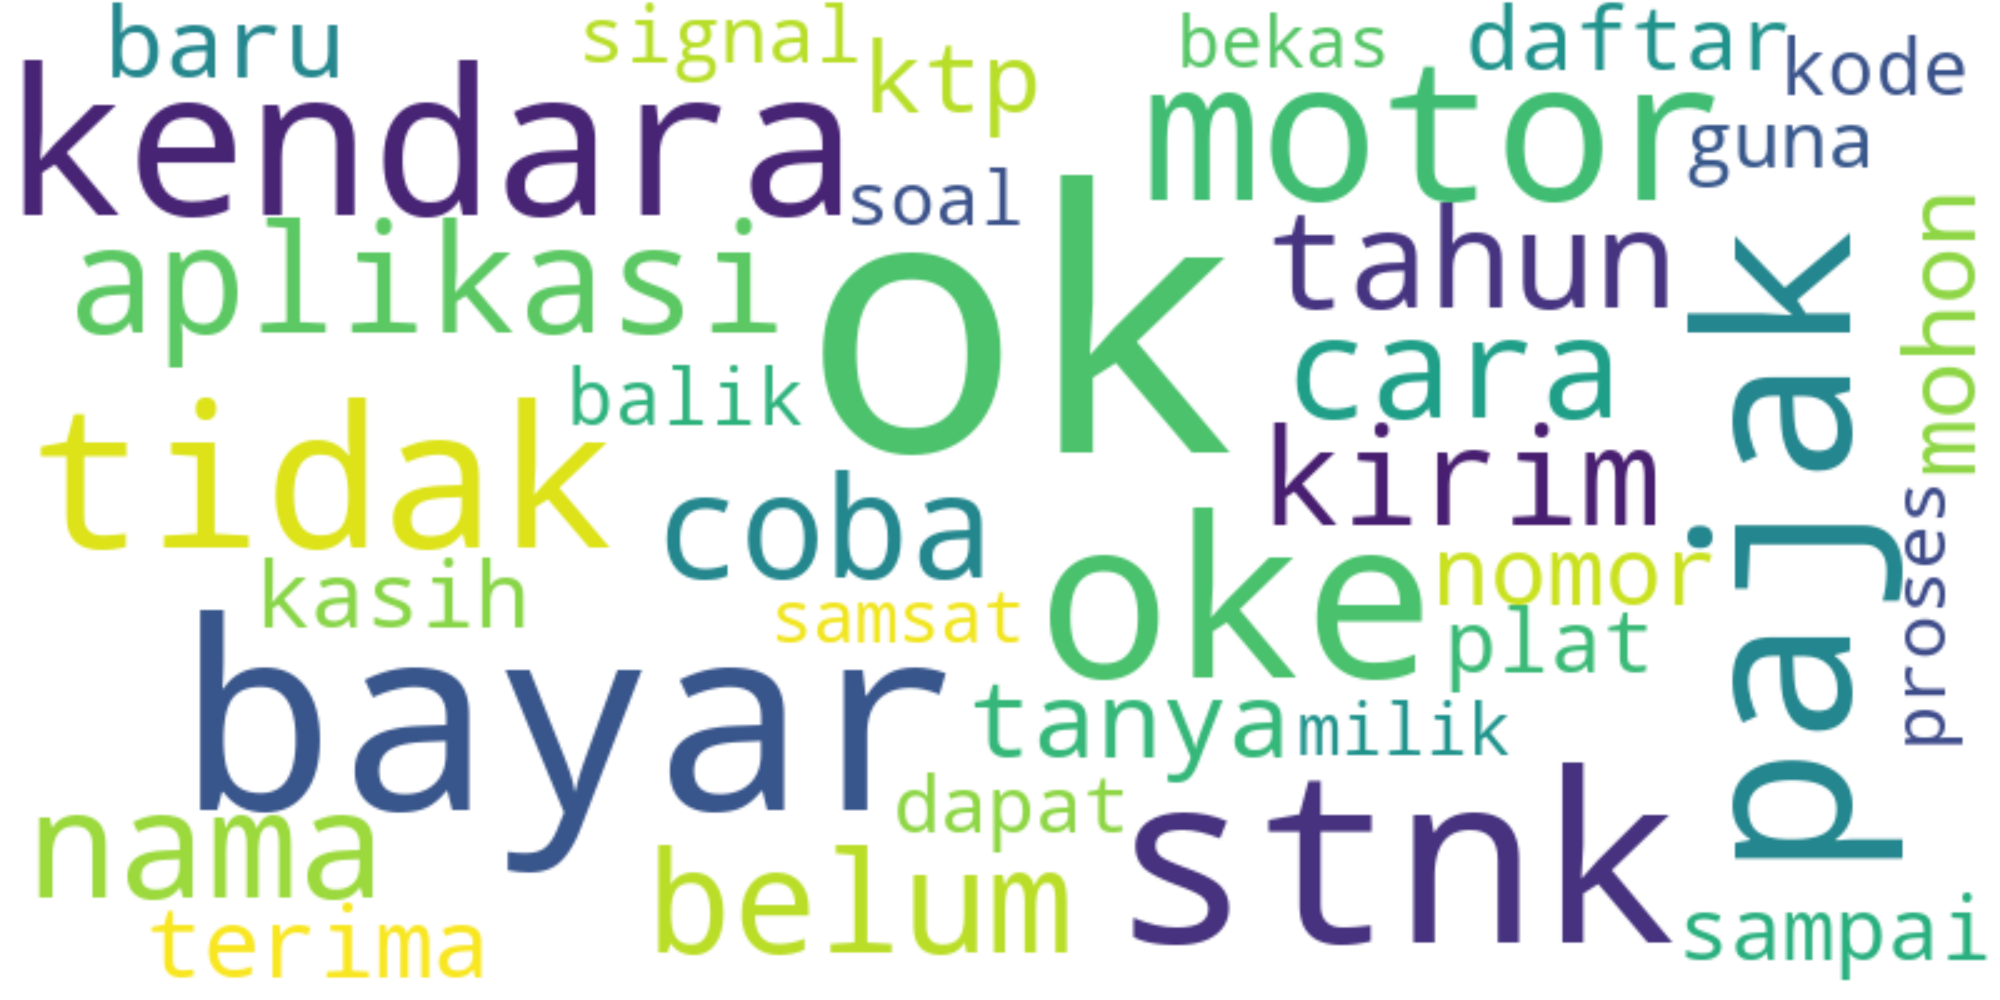 baru
signal
ktp
bekas
daftar
kode
kendara
motor
guna
soal
aplikasi
ok
tahun
pajak
mohon
balik
cara
tidak
coba
kirim
kasih
samsat
oke
nomor
plat
proses
bayar
tanya
milik
nama
dapat
stnk
terima
belum
sampai